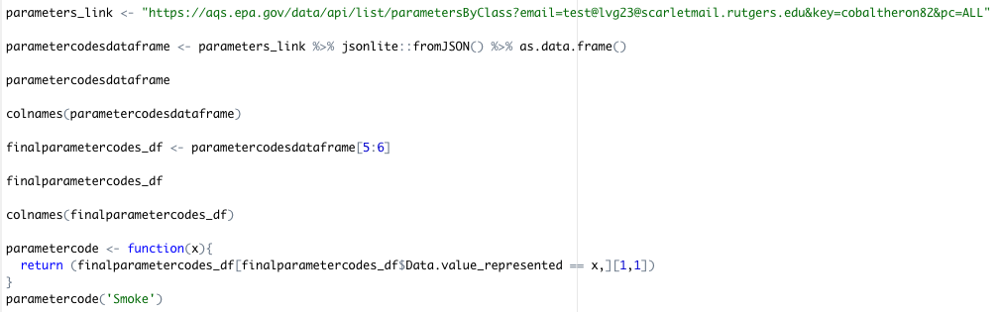 parameters_link <- "https://aqs.epa.gov/data/api/list/parametersByClass?email=test@lvg23@scarletmail.rutgers.edu&key=cobaltheron82&pc=ALL"
parametercodesdataframe <- parameters_link %>% jsonlite::fromJSON() %>% as.data.frame()
parametercodesdataframe
colnames(parametercodesdataframe)
finalparametercodes_df <- parametercodesdataframe[5:6]
finalparametercodes_df
colnames(finalparametercodes_df)
parametercode <- function(x){
  return (finalparametercodes_df[finalparametercodes_df$Data.value_represented == x,][1,1])
}
parametercode('Smoke')